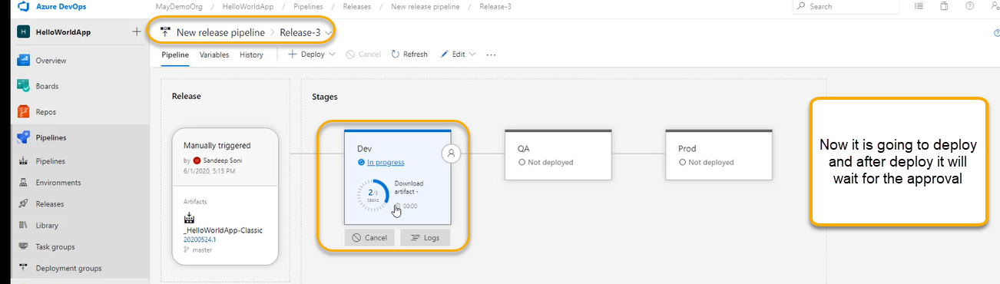 Azure DevOps
MayDemoOrg / HelloWorldApp / Pipelines / Releases / New release pipeline / Release-3
Search
H HelloWorldApp +
New release pipeline > Release-3
Overview
Boards
Repos
Pipelines
Pipelines
Environments
Releases
Library
Task groups
Deployment groups
Pipeline Variables History + Deploy Cancel Refresh Edit ...
Release
Manually triggered
by Sandeep Soni
6/1/2020, 5:15 PM
Artifacts
_HelloWorldApp-Classic
20200524.1
master
Stages
Dev
In progress
2/3
tasks
Download
artifact -
00:00
Cancel Logs
QA
Not deployed
Prod
Not deployed
Now it is going to deploy
and after deploy it will
wait for the approval